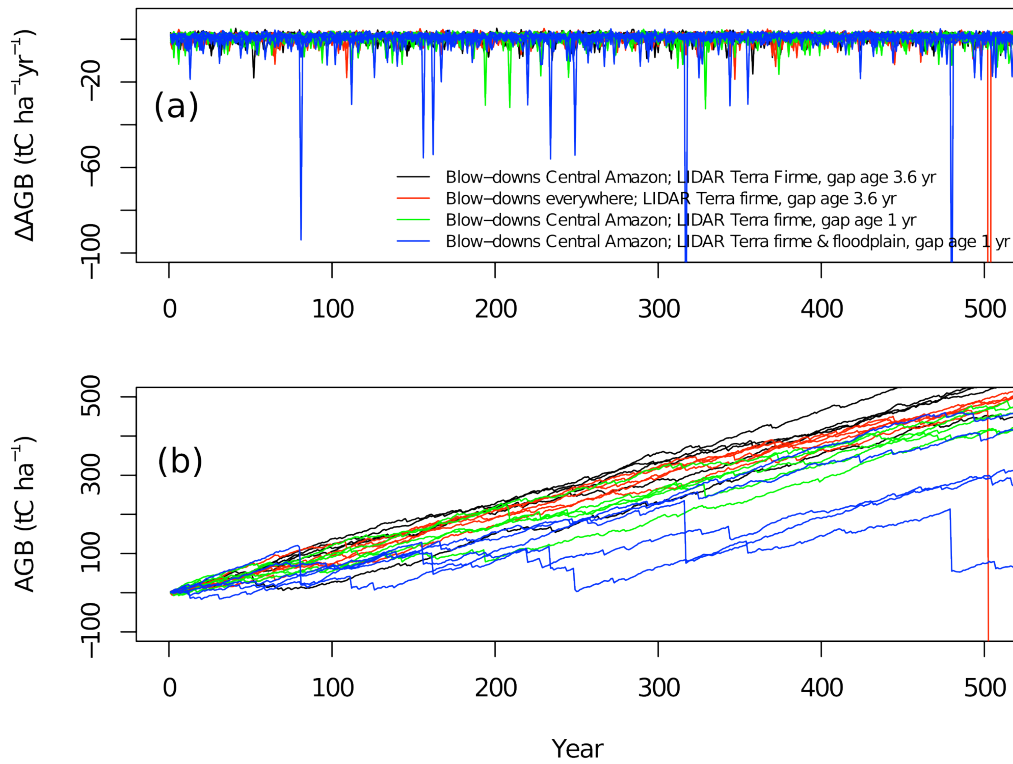 (a)
ΔAGB (tC ha⁻¹yr⁻¹)
−20
−60
−100
Blow−downs Central Amazon; LIDAR Terra Firme, gap age 3.6 yr
Blow−downs everywhere; LIDAR Terra firme, gap age 3.6 yr
Blow−downs Central Amazon; LIDAR Terra firme, gap age 1 yr
Blow−downs Central Amazon; LIDAR Terra firme & floodplain, gap age 1 yr
0 100 200 300 400 500
(b)
AGB (tC ha⁻¹)
500
300
100
−100
0 100 200 300 400 500
Year